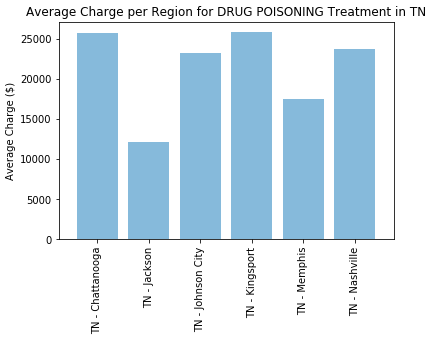 Average Charge per Region for DRUG POISONING Treatment in TN
Average Charge ($)
25000
20000
15000
10000
5000
0
TN - Chattanooga
TN - Jackson
TN - Johnson City
TN - Kingsport
TN - Memphis
TN - Nashville